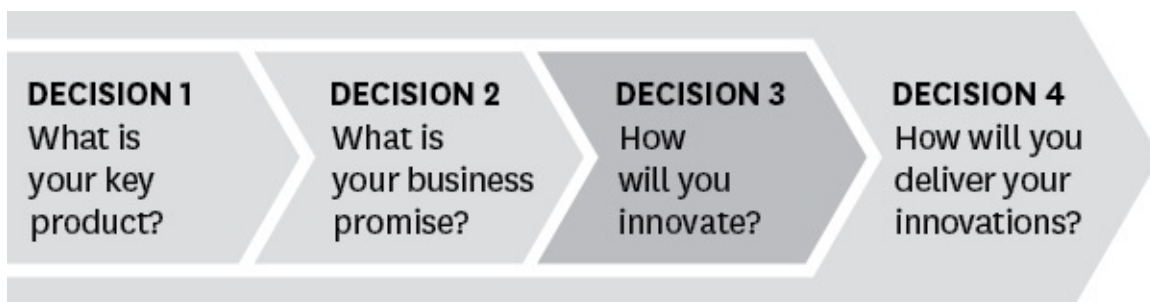 DECISION 1
What is
your key
product?
DECISION 2
What is
your business
promise?
DECISION 3
How
will you
innovate?
DECISION 4
How will you
deliver your
innovations?